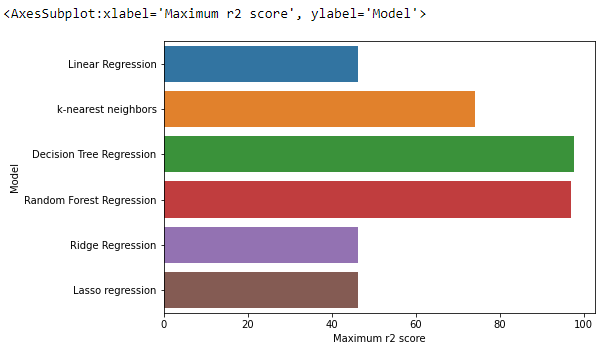 <AxesSubplot:xlabel='Maximum r2 score', ylabel='Model'>
Linear Regression
k-nearest neighbors
Decision Tree Regression
Random Forest Regression
Ridge Regression
Lasso regression
Model
0 20 40 60 80 100
Maximum r2 score